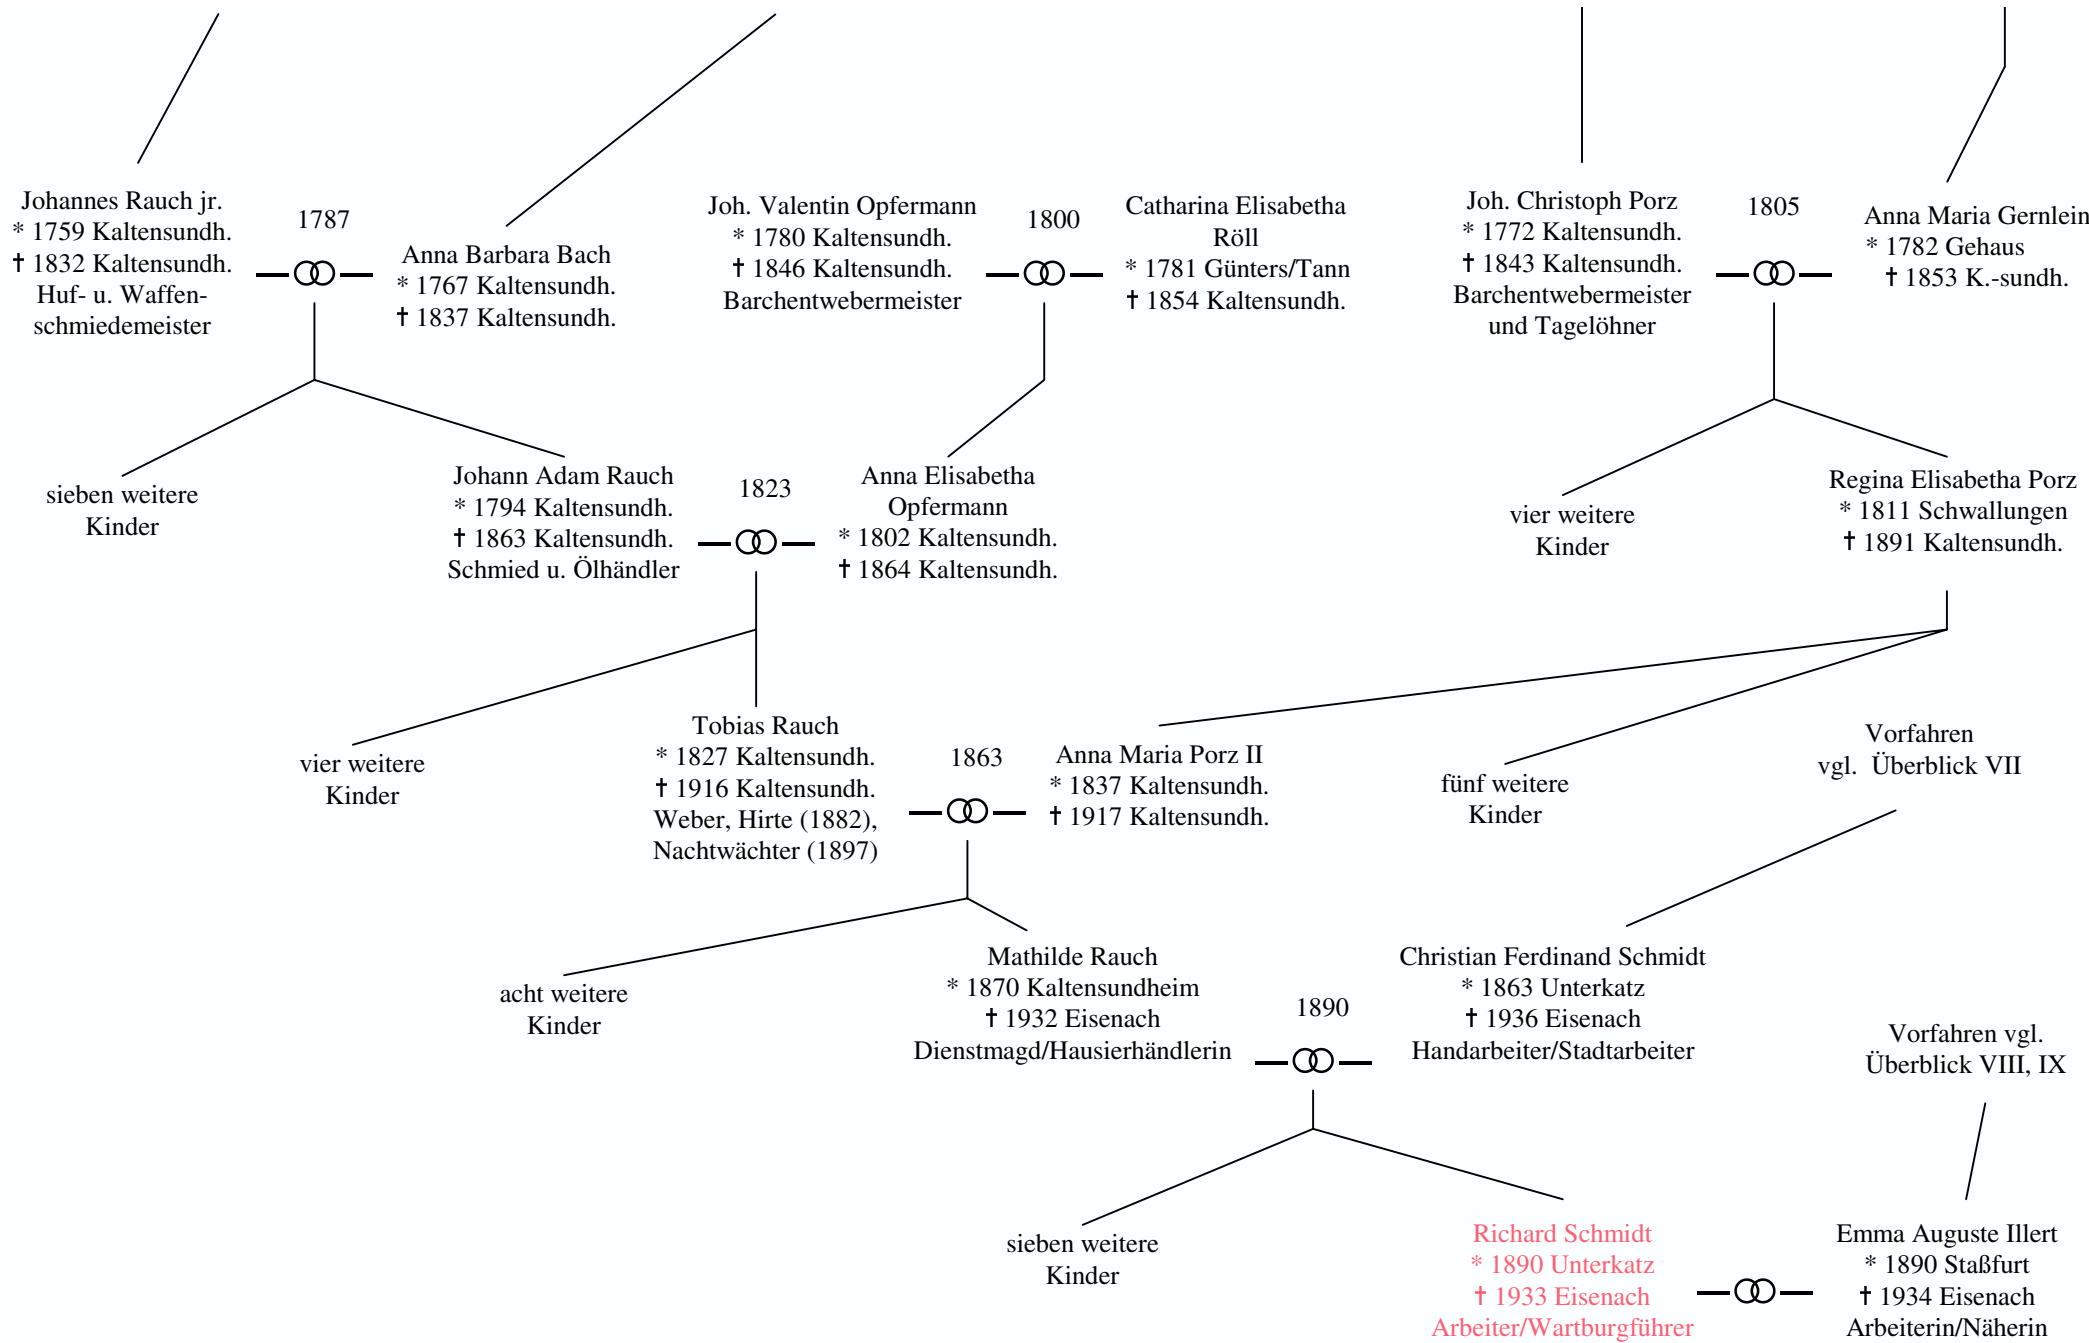 Johannes Rauch jr.
* 1759 Kaltensundh.
† 1832 Kaltensundh.
Huf- u. Waffen-
schmiedemeister
1787
Anna Barbara Bach
* 1767 Kaltensundh.
† 1837 Kaltensundh.
Joh. Valentin Opfermann
* 1780 Kaltensundh.
† 1846 Kaltensundh.
Barchentwebermeister
1800
Catharina Elisabetha
Röll
* 1781 Günters/Tann
† 1854 Kaltensundh.
Joh. Christoph Porz
* 1772 Kaltensundh.
† 1843 Kaltensundh.
Barchentwebermeister
und Tagelöhner
1805
Anna Maria Gernlein
* 1782 Gehaus
† 1853 K.-sundh.
sieben weitere
Kinder
Johann Adam Rauch
* 1794 Kaltensundh.
† 1863 Kaltensundh.
Schmied u. Ölhändler
1823
Anna Elisabetha
Opfermann
* 1802 Kaltensundh.
† 1864 Kaltensundh.
vier weitere
Kinder
Regina Elisabetha Porz
* 1811 Schwallungen
† 1891 Kaltensundh.
vier weitere
Kinder
Tobias Rauch
* 1827 Kaltensundh.
† 1916 Kaltensundh.
Weber, Hirte (1882),
Nachtwächter (1897)
1863
Anna Maria Porz II
* 1837 Kaltensundh.
† 1917 Kaltensundh.
fünf weitere
Kinder
Vorfahren
vgl. Überblick VII
acht weitere
Kinder
Mathilde Rauch
* 1870 Kaltensundheim
† 1932 Eisenach
Dienstmagd/Hausierhändlerin
1890
Christian Ferdinand Schmidt
* 1863 Unterkatz
† 1936 Eisenach
Handarbeiter/Stadtarbeiter
Vorfahren vgl.
Überblick VIII, IX
sieben weitere
Kinder
Richard Schmidt
* 1890 Unterkatz
† 1933 Eisenach
Arbeiter/Wartburgführer
Emma Auguste Illert
* 1890 Staßfurt
† 1934 Eisenach
Arbeiterin/Näherin